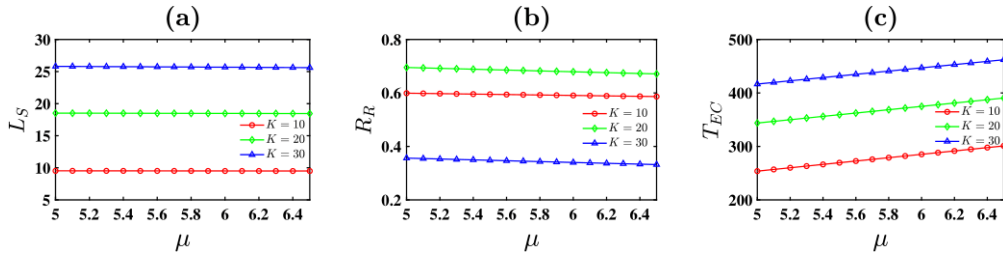 (a)
30
25
20
15
10
5
L_S
K = 10
K = 20
K = 30
5 5.2 5.4 5.6 5.8 6 6.2 6.4
μ
(b)
0.8
0.6
0.4
0.2
R_R
K = 10
K = 20
K = 30
5 5.2 5.4 5.6 5.8 6 6.2 6.4
μ
(c)
500
400
300
200
T_{EC}
K = 10
K = 20
K = 30
5 5.2 5.4 5.6 5.8 6 6.2 6.4
μ